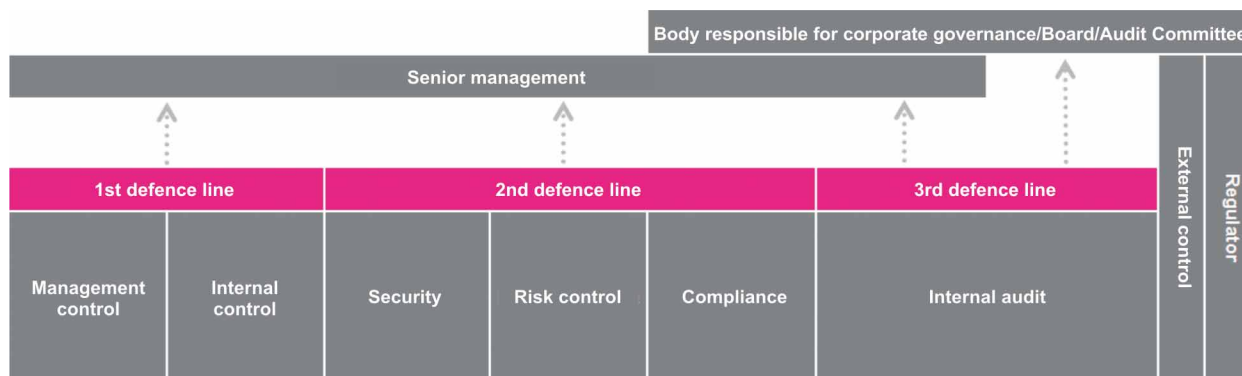 Body responsible for corporate governance/Board/Audit Committee
Senior management
1st defence line
2nd defence line
3rd defence line
Management
control
Internal
control
Security
Risk control
Compliance
Internal audit
External control
Regulator